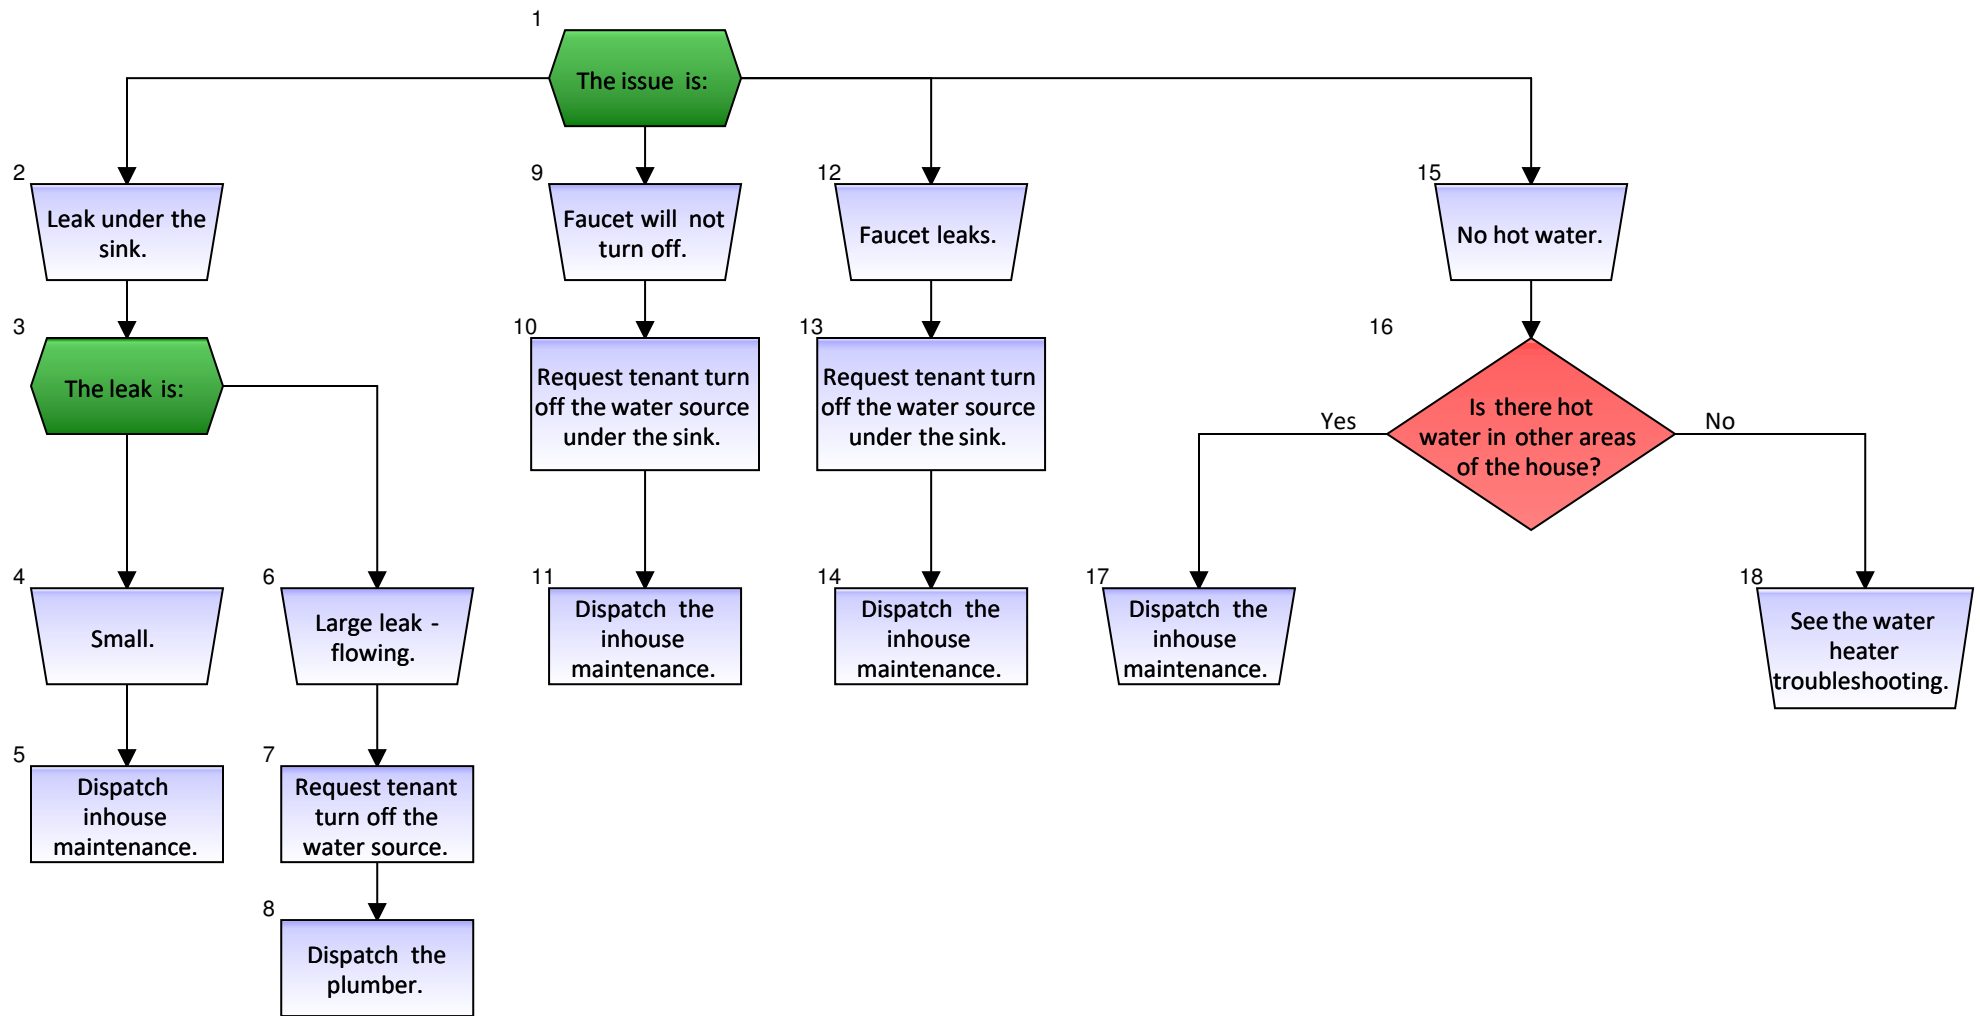 1
The issue is:
2
Leak under the
sink.
9
Faucet will not
turn off.
12
Faucet leaks.
15
No hot water.
3
The leak is:
10
Request tenant turn
off the water source
under the sink.
13
Request tenant turn
off the water source
under the sink.
16
Is there hot
water in other areas
of the house?
Yes
No
4
Small.
6
Large leak -
flowing.
11
Dispatch the
inhouse
maintenance.
14
Dispatch the
inhouse
maintenance.
17
Dispatch the
inhouse
maintenance.
18
See the water
heater
troubleshooting.
5
Dispatch
inhouse
maintenance.
7
Request tenant
turn off the
water source.
8
Dispatch the
plumber.